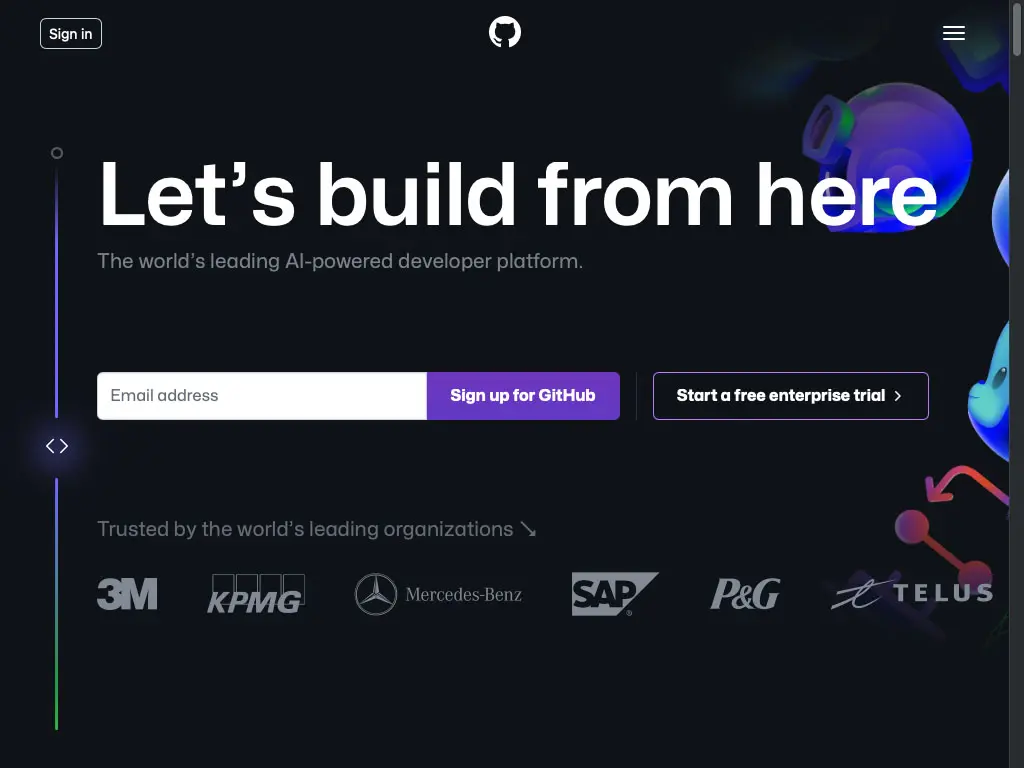 Sign in
Let’s build from here
The world’s leading AI-powered developer platform.
Email address
Sign up for GitHub
Start a free enterprise trial
Trusted by the world’s leading organizations ↘
3M
KPMG
Mercedes-Benz
SAP®
P&G
TELUS